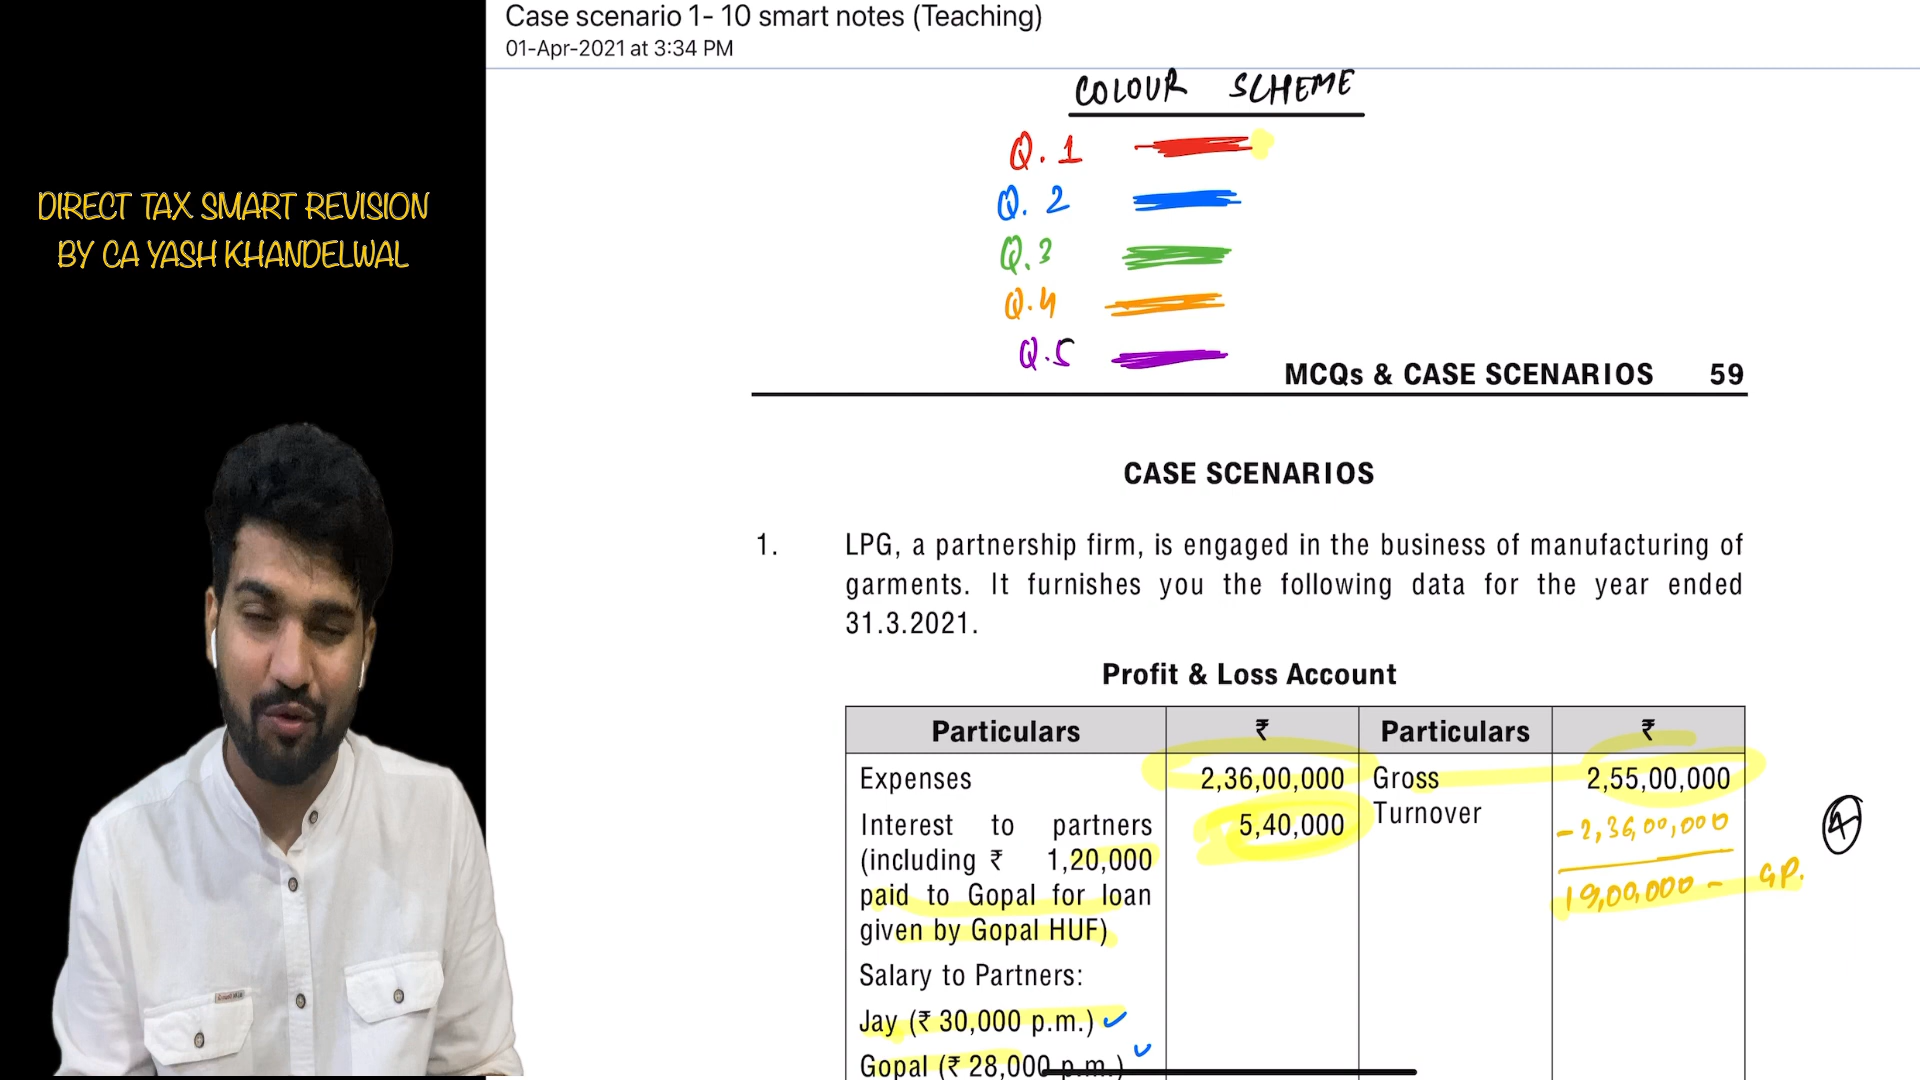 Case scenario 1- 10 smart notes (Teaching)
01-Apr-2021 at 3:34 PM
DIRECT TAX SMART REVISION
BY CA YASH KHANDELWAL
COLOUR SCHEME
Q. 1
Q. 2
Q.3
Q.4
Q.5
MCQs & CASE SCENARIOS 59
CASE SCENARIOS
1. LPG, a partnership firm, is engaged in the business of manufacturing of
garments. It furnishes you the following data for the year ended
31.3.2021.
Profit & Loss Account
Particulars ₹ Particulars ₹
Expenses 2,36,00,000 Gross 2,55,00,000
Turnover
Interest to partners 5,40,000 -2,36,00,000
(including ₹ 1,20,000
paid to Gopal for loan 19,00,000 - GP.
given by Gopal HUF)
Salary to Partners:
Jay (₹ 30,000 p.m.)
Gopal (₹ 28,000 p.m.)